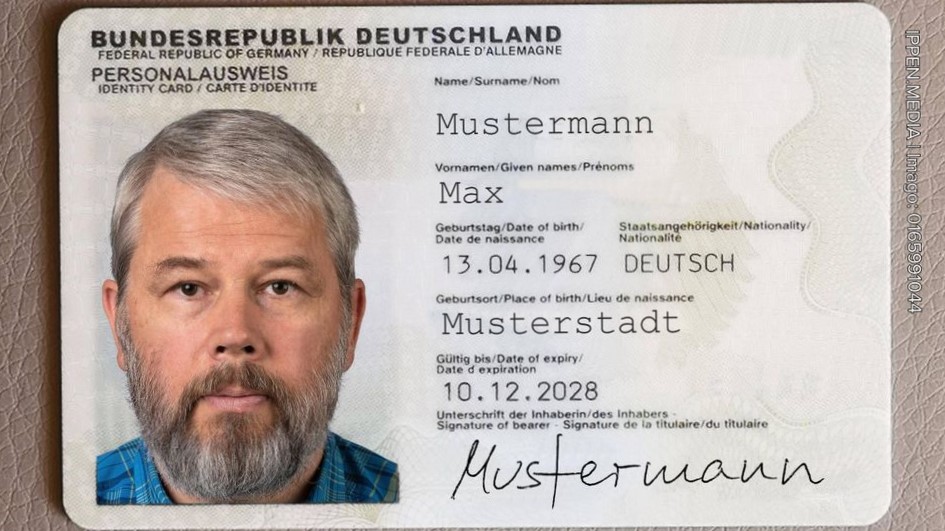 BUNDESREPUBLIK DEUTSCHLAND
FEDERAL REPUBLIC OF GERMANY / REPUBLIQUE FEDERALE D'ALLEMAGNE
PERSONALAUSWEIS
IDENTITY CARD / CARTE D'IDENTITE
Name/Surname/Nom
Mustermann
Vornamen/Given names/Prénoms
Max
Geburtstag/Date of birth/
Date de naissance
Staatsangehörigkeit/Nationality/
Nationalité
13.04.1967 DEUTSCH
Geburtsort/Place of birth/Lieu de naissance
Musterstadt
Gültig bis/Date of expiry/
Date d expiration
10.12.2028
Unterschrift der Inhaberin/des Inhabers -
Signature of bearer - Signature de la titulaire/du titulaire
Mustermann
IPPEN.MEDIA | Imago: 0165991044